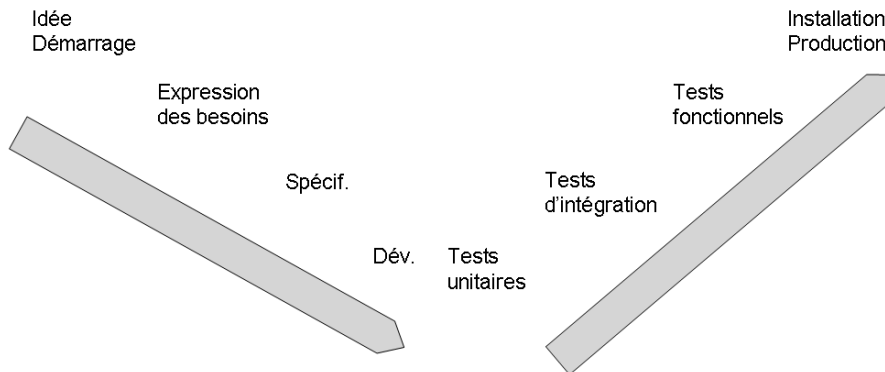 Idée
Démarrage
Installation
Production
Expression
des besoins
Tests
fonctionnels
Spécif.
Tests
d'intégration
Dév.
Tests
unitaires